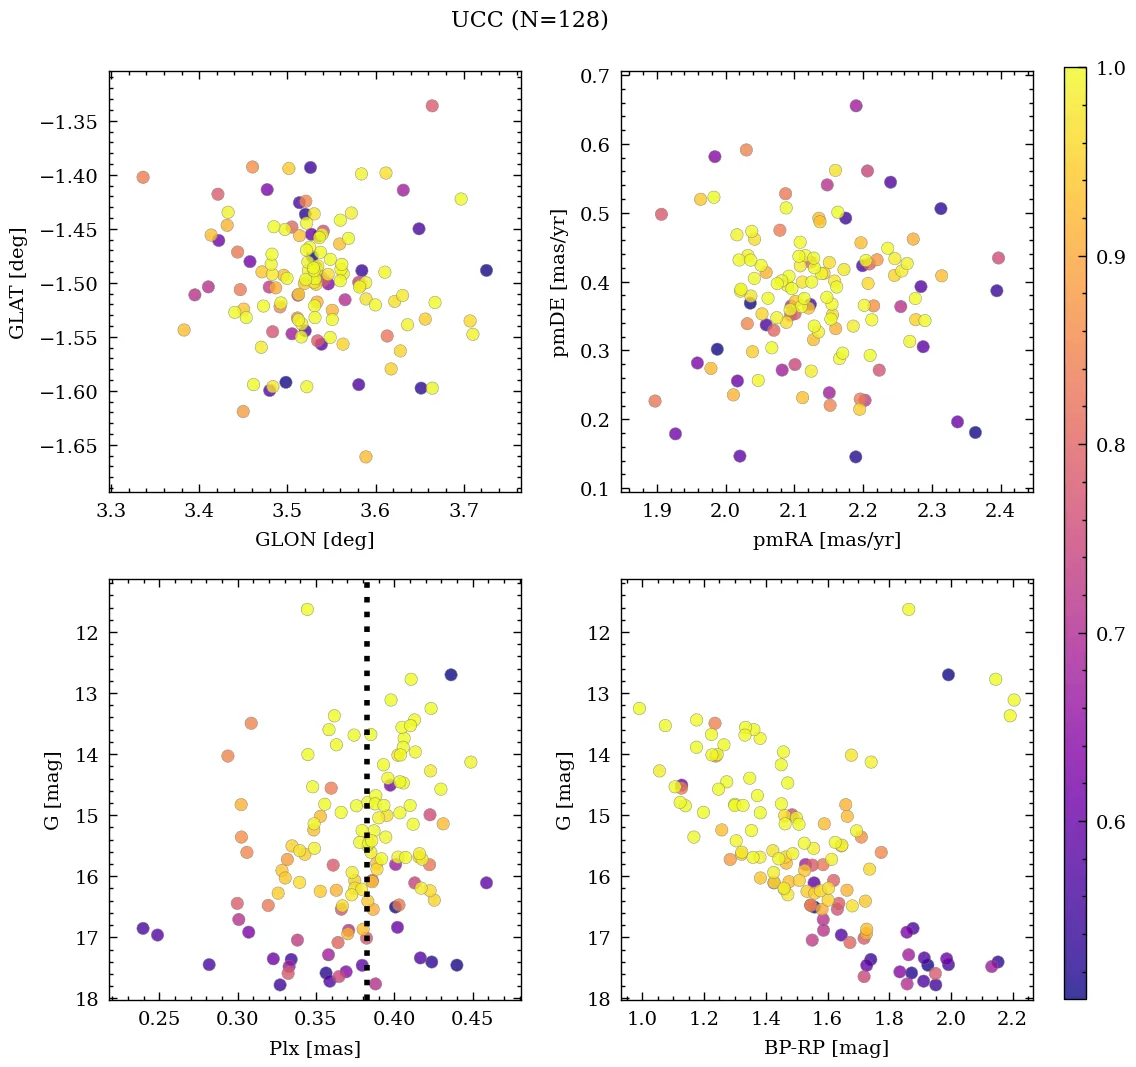 UCC (N=128)
−1.35
−1.40
−1.45
−1.50
−1.55
−1.60
−1.65
GLAT [deg]
3.3 3.4 3.5 3.6 3.7
GLON [deg]
0.7
0.6
0.5
0.4
0.3
0.2
0.1
pmDE [mas/yr]
1.9 2.0 2.1 2.2 2.3 2.4
pmRA [mas/yr]
12
13
14
15
16
17
18
G [mag]
0.25 0.30 0.35 0.40 0.45
Plx [mas]
12
13
14
15
16
17
18
G [mag]
1.0 1.2 1.4 1.6 1.8 2.0 2.2
BP-RP [mag]
1.0
0.9
0.8
0.7
0.6